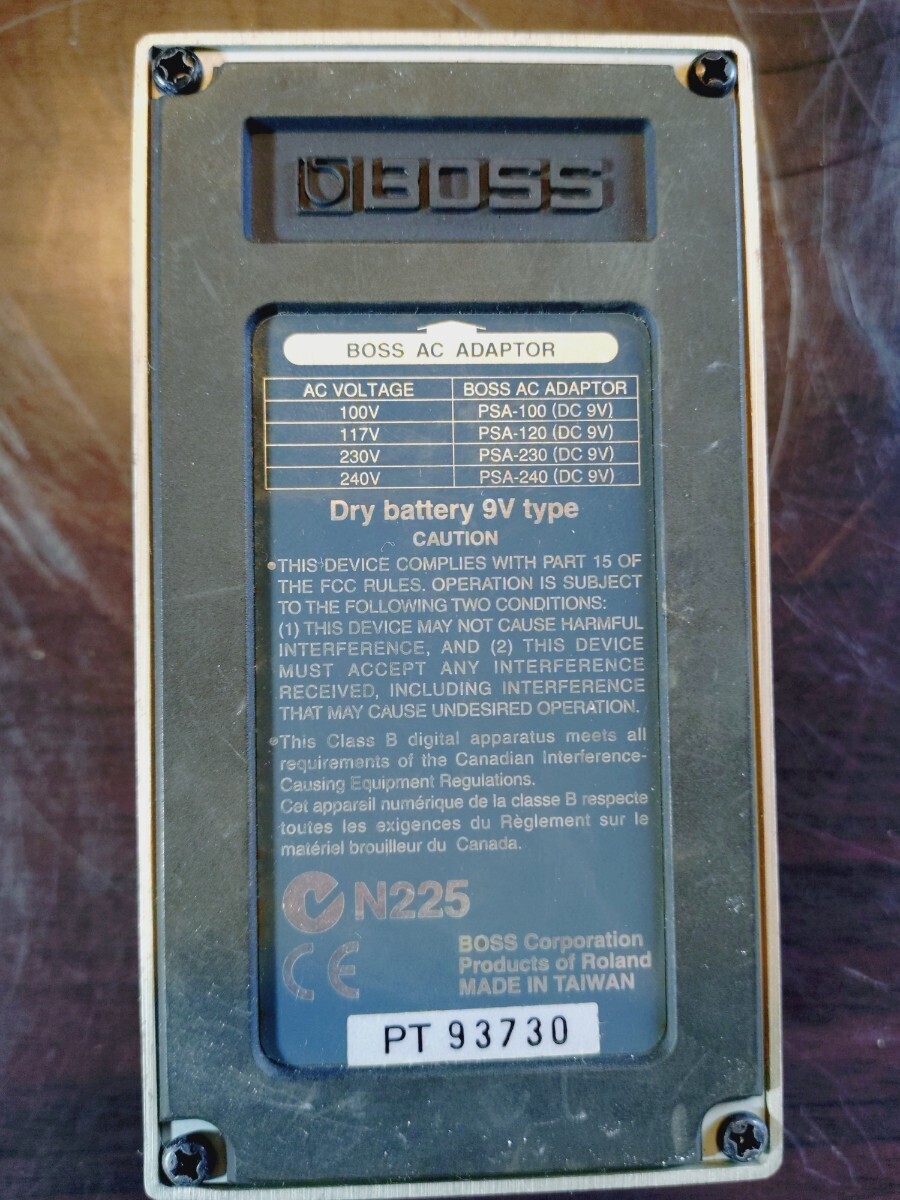 BOSS
BOSS AC ADAPTOR
AC VOLTAGE BOSS AC ADAPTOR
100V PSA-100 (DC 9V)
117V PSA-120 (DC 9V)
230V PSA-230 (DC 9V)
240V PSA-240 (DC 9V)
Dry battery 9V type
CAUTION
•THIS DEVICE COMPLIES WITH PART 15 OF
THE FCC RULES. OPERATION IS SUBJECT
TO THE FOLLOWING TWO CONDITIONS:
(1) THIS DEVICE MAY NOT CAUSE HARMFUL
INTERFERENCE, AND (2) THIS DEVICE
MUST ACCEPT ANY INTERFERENCE
RECEIVED, INCLUDING INTERFERENCE
THAT MAY CAUSE UNDESIRED OPERATION.
•This Class B digital apparatus meets all
requirements of the Canadian Interference-
Causing Equipment Regulations.
Cet appareil numérique de la classe B respecte
toutes les exigences du Règlement sur le
matériel brouilleur du Canada.
N225
CE
BOSS Corporation
Products of Roland
MADE IN TAIWAN
PT 93730